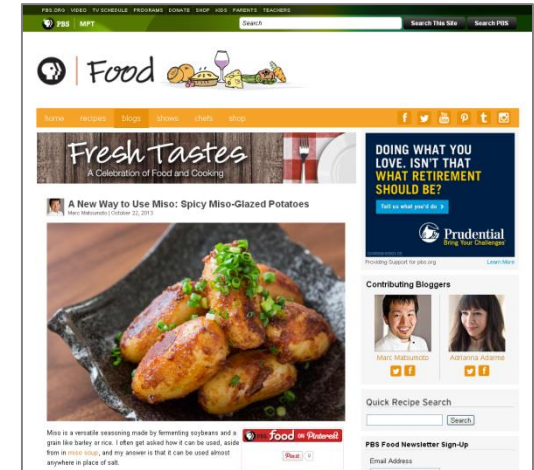 PBS.ORG VIDEO TV SCHEDULE PROGRAMS DONATE SHOP KIDS PARENTS TEACHERS
PBS MPT Search Search This Site Search PBS
Food
home recipes blogs shows chefs shop
Fresh Tastes
A Celebration of Food and Cooking
A New Way to Use Miso: Spicy Miso-Glazed Potatoes
Marc Matsumoto | October 22, 2013
Miso is a versatile seasoning made by fermenting soybeans and a
grain like barley or rice. I often get asked how it can be used, aside
from in miso soup, and my answer is that it can be used almost
anywhere in place of salt.
food on Pinterest
Pin it 0
DOING WHAT YOU
LOVE. ISN'T THAT
WHAT RETIREMENT
SHOULD BE?
Tell us what you'd do
Prudential
Bring Your Challenges
Providing Support for pbs.org Learn More
Contributing Bloggers
Marc Matsumoto Adrianna Adarme
Quick Recipe Search
Search
PBS Food Newsletter Sign-Up
Email Address